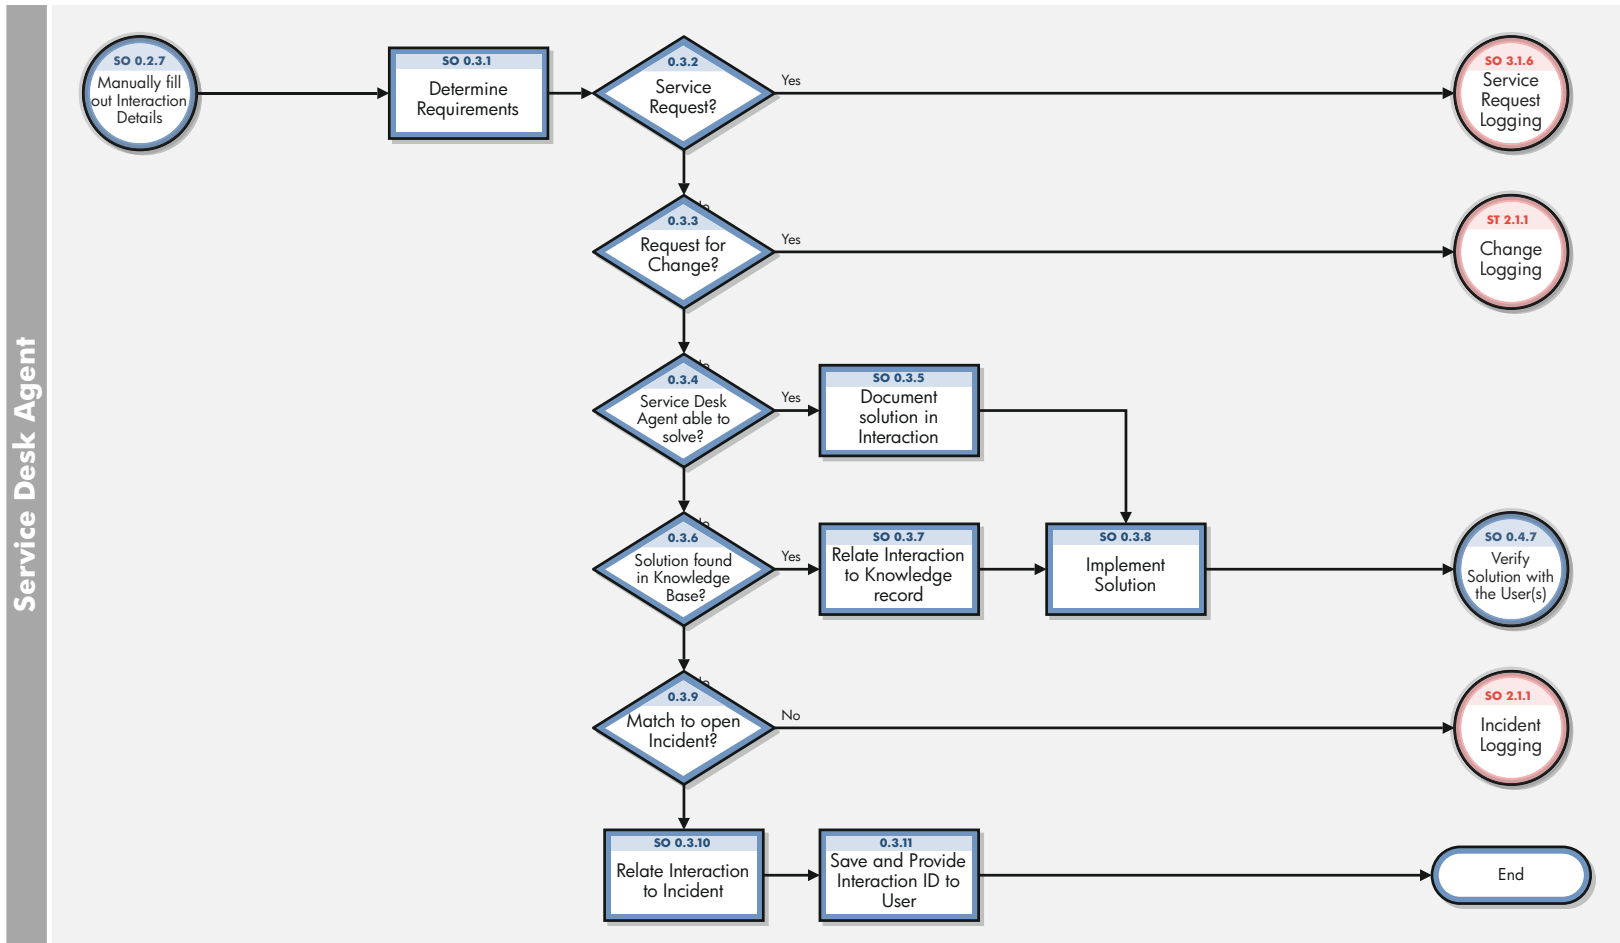 Service Desk Agent
SO 0.2.7
Manually fill
out Interaction
Details
SO 0.3.1
Determine
Requirements
0.3.2
Service
Request?
Yes
SO 3.1.6
Service
Request
Logging
0.3.3
Request for
Change?
Yes
ST 2.1.1
Change
Logging
0.3.4
Service Desk
Agent able to
solve?
Yes
SO 0.3.5
Document
solution in
Interaction
0.3.6
Solution found
in Knowledge
Base?
Yes
SO 0.3.7
Relate Interaction
to Knowledge
record
SO 0.3.8
Implement
Solution
SO 0.4.7
Verify
Solution with
the User(s)
0.3.9
Match to open
Incident?
No
SO 2.1.1
Incident
Logging
SO 0.3.10
Relate Interaction
to Incident
0.3.11
Save and Provide
Interaction ID to
User
End